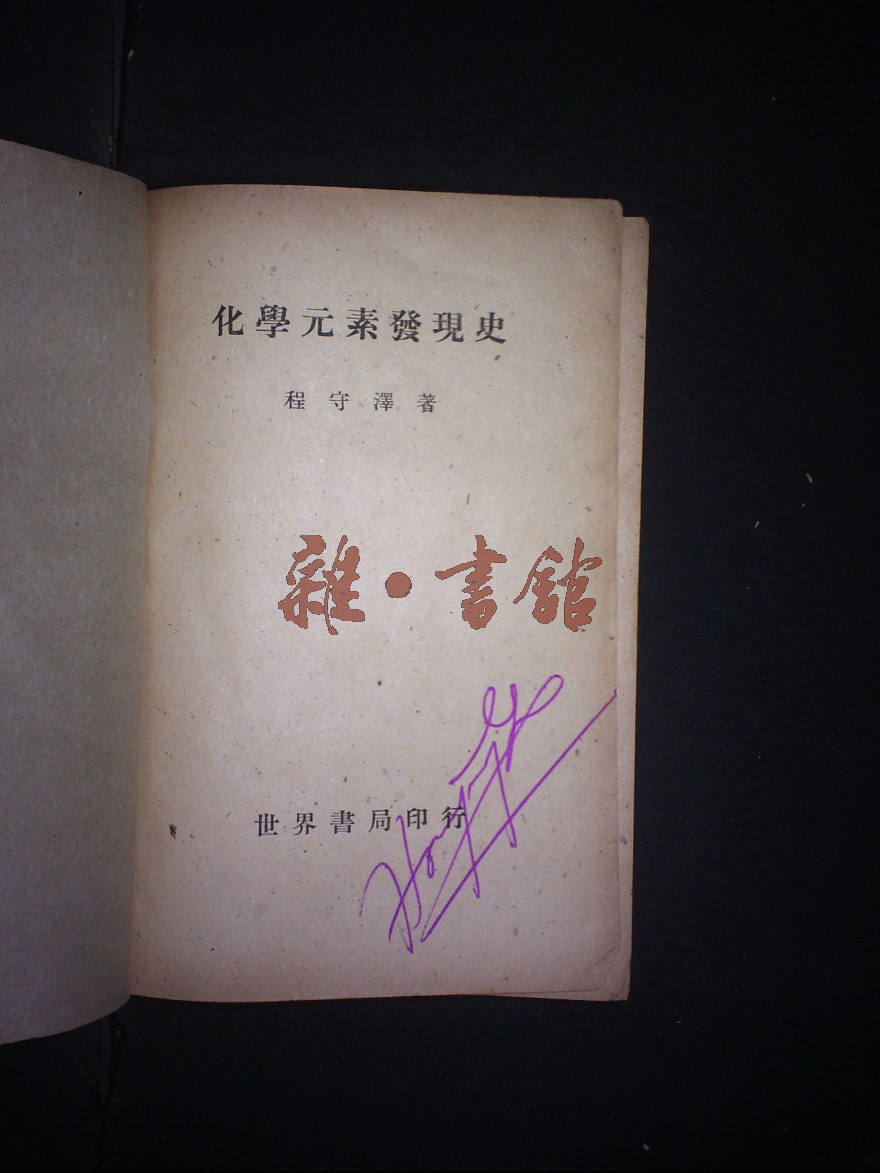 化學元素發現史
程守澤著
雜·書館
世界書局印行